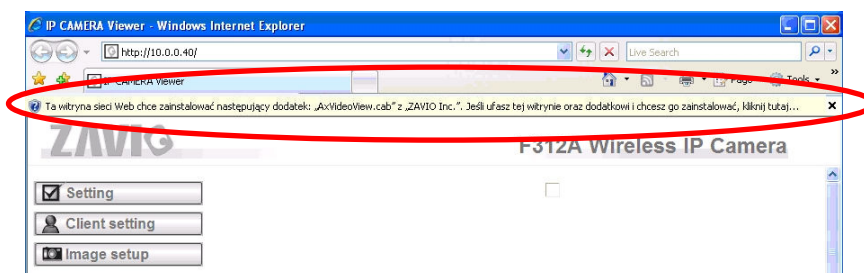 IP CAMERA Viewer - Windows Internet Explorer
http://10.0.0.40/
Live Search
IP CAMERA Viewer
Page
Tools
Ta witryna sieci Web chce zainstalować następujący dodatek: „AxVideoView.cab" z „ZAVIO Inc.". Jeśli ufasz tej witrynie oraz dodatkowi i chcesz go zainstalować, kliknij tutaj...
ZAVIO
F312A Wireless IP Camera
Setting
Client setting
Image setup